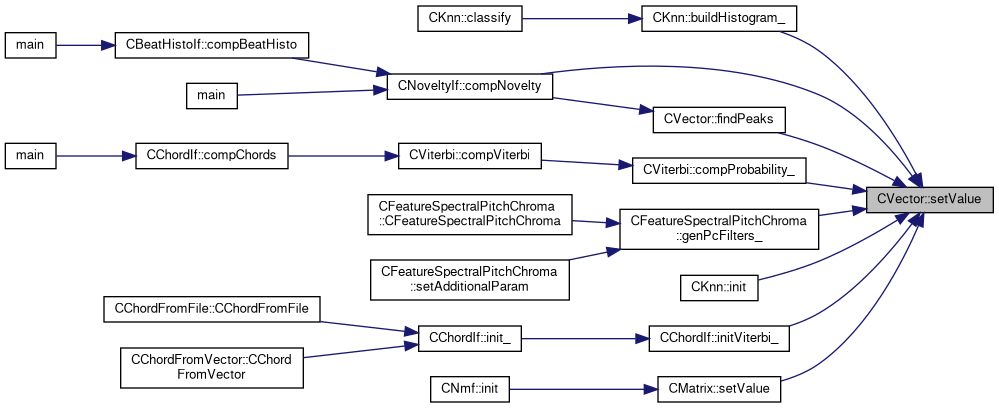 CKnn::classify
CKnn::buildHistogram_
main
CBeatHistoIf::compBeatHisto
main
CNoveltyIf::compNovelty
CVector::findPeaks
main
CChordIf::compChords
CViterbi::compViterbi
CViterbi::compProbability_
CVector::setValue
CFeatureSpectralPitchChroma
::CFeatureSpectralPitchChroma
CFeatureSpectralPitchChroma
::genPcFilters_
CFeatureSpectralPitchChroma
::setAdditionalParam
CKnn::init
CChordFromFile::CChordFromFile
CChordIf::init_
CChordIf::initViterbi_
CChordFromVector::CChord
FromVector
CNmf::init
CMatrix::setValue